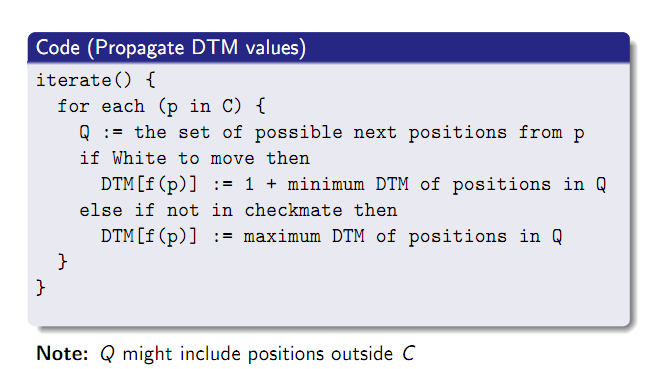 Code (Propagate DTM values)
iterate() {
  for each (p in C) {
    Q := the set of possible next positions from p
    if White to move then
      DTM[f(p)] := 1 + minimum DTM of positions in Q
    else if not in checkmate then
      DTM[f(p)] := maximum DTM of positions in Q
  }
}
Note: Q might include positions outside C